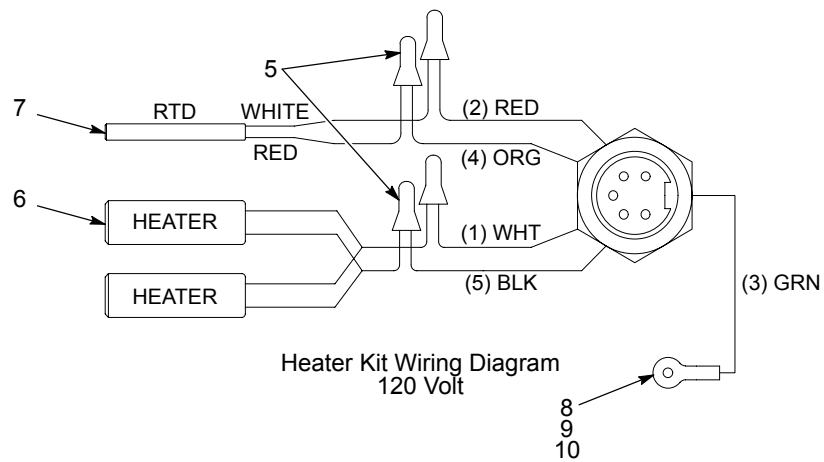 5
7
RTD
WHITE
(2) RED
RED
(4) ORG
6
HEATER
(1) WHT
(5) BLK
(3) GRN
HEATER
Heater Kit Wiring Diagram
120 Volt
8
9
10